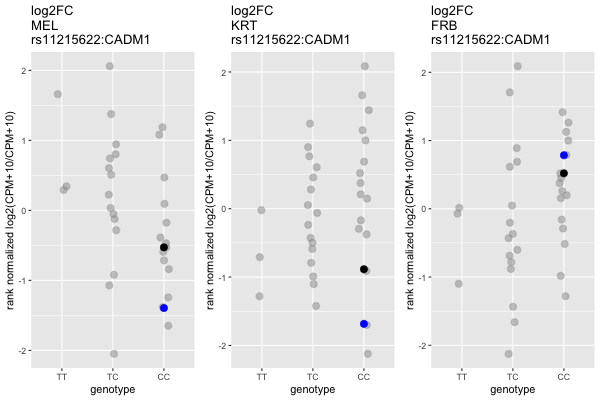 log2FC
MEL
rs11215622:CADM1
rank normalized log2(CPM+10/CPM+10)
2
1
0
-1
-2
TT
TC
CC
genotype
log2FC
KRT
rs11215622:CADM1
rank normalized log2(CPM+10/CPM+10)
2
1
0
-1
-2
TT
TC
CC
genotype
log2FC
FRB
rs11215622:CADM1
rank normalized log2(CPM+10/CPM+10)
2
1
0
-1
-2
TT
TC
CC
genotype